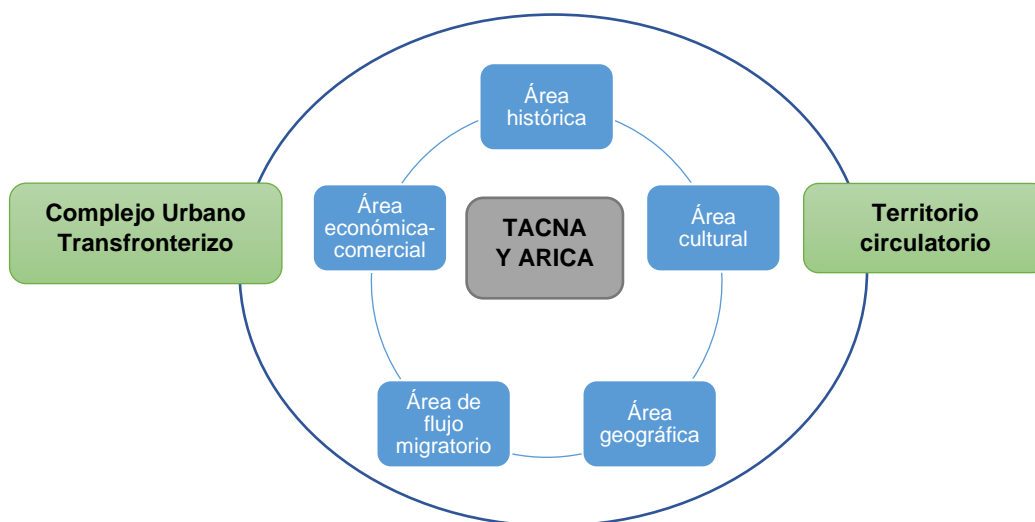 Área
histórica
Complejo Urbano
Transfronterizo
Área
económica-
comercial
TACNA
Y ARICA
Área
cultural
Territorio
circulatorio
Área de
flujo
migratorio
Área
geográfica